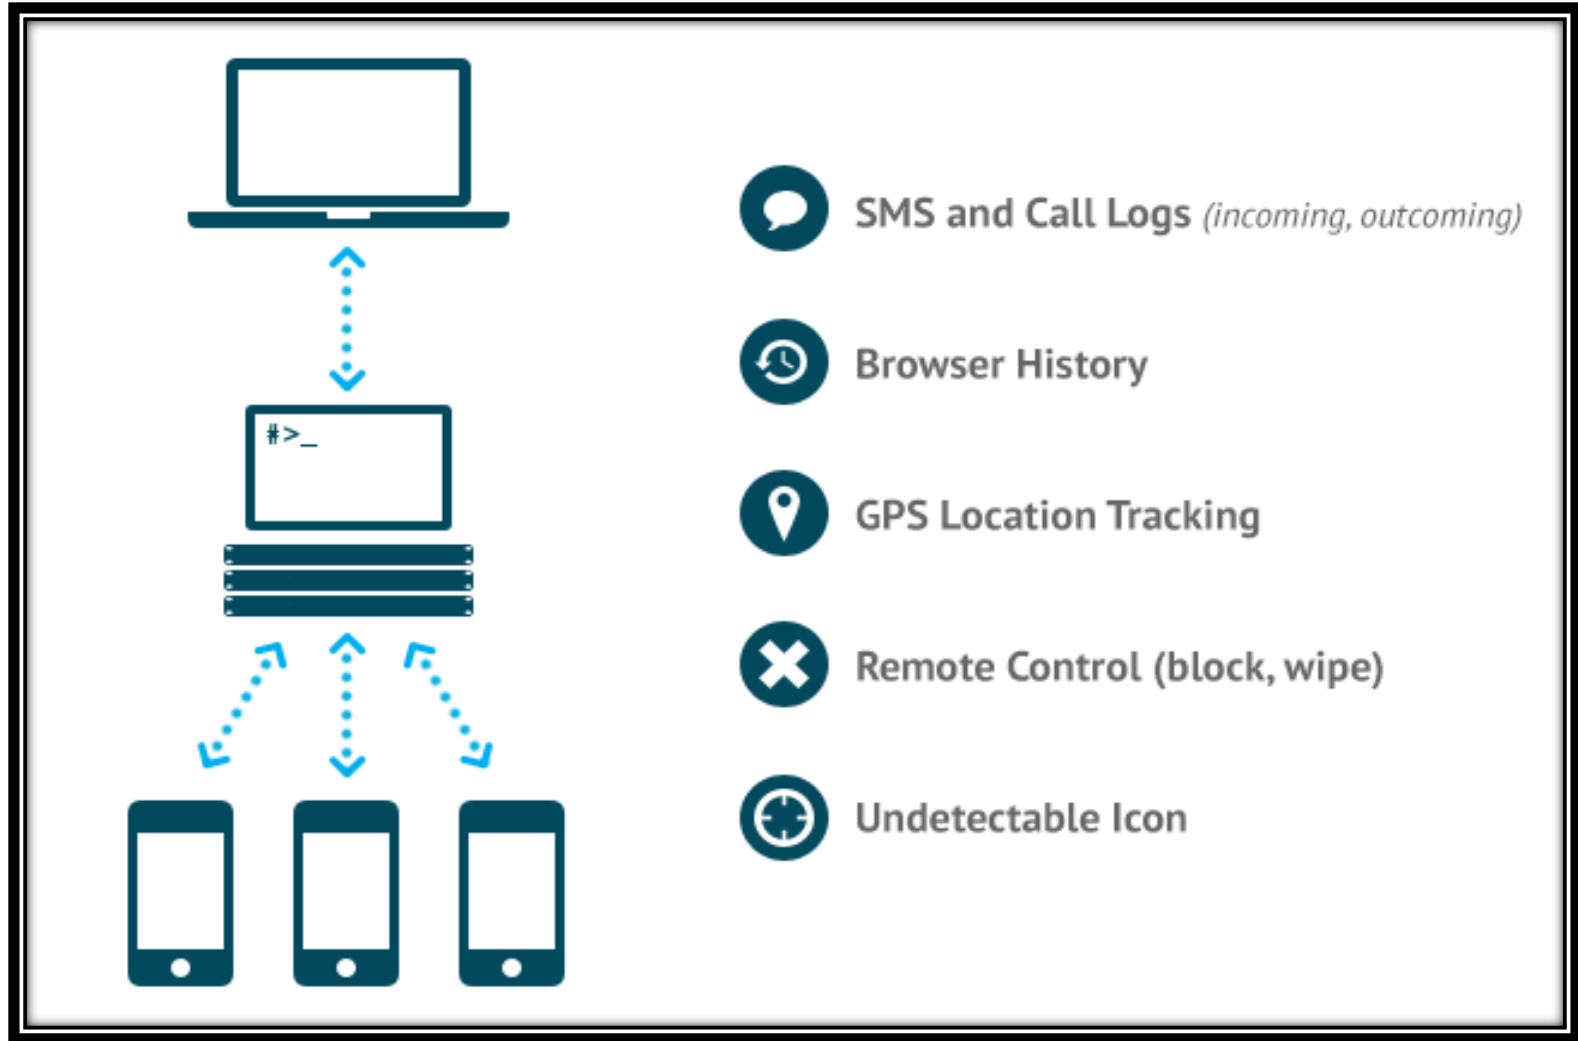 #>_
SMS and Call Logs (incoming, outcoming)
Browser History
GPS Location Tracking
Remote Control (block, wipe)
Undetectable Icon